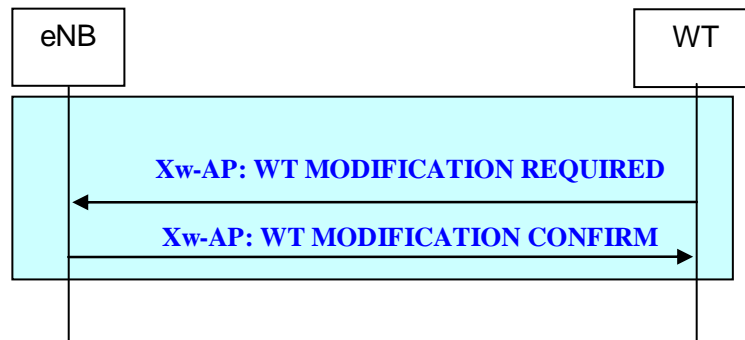 eNB
WT
Xw-AP: WT MODIFICATION REQUIRED
Xw-AP: WT MODIFICATION CONFIRM